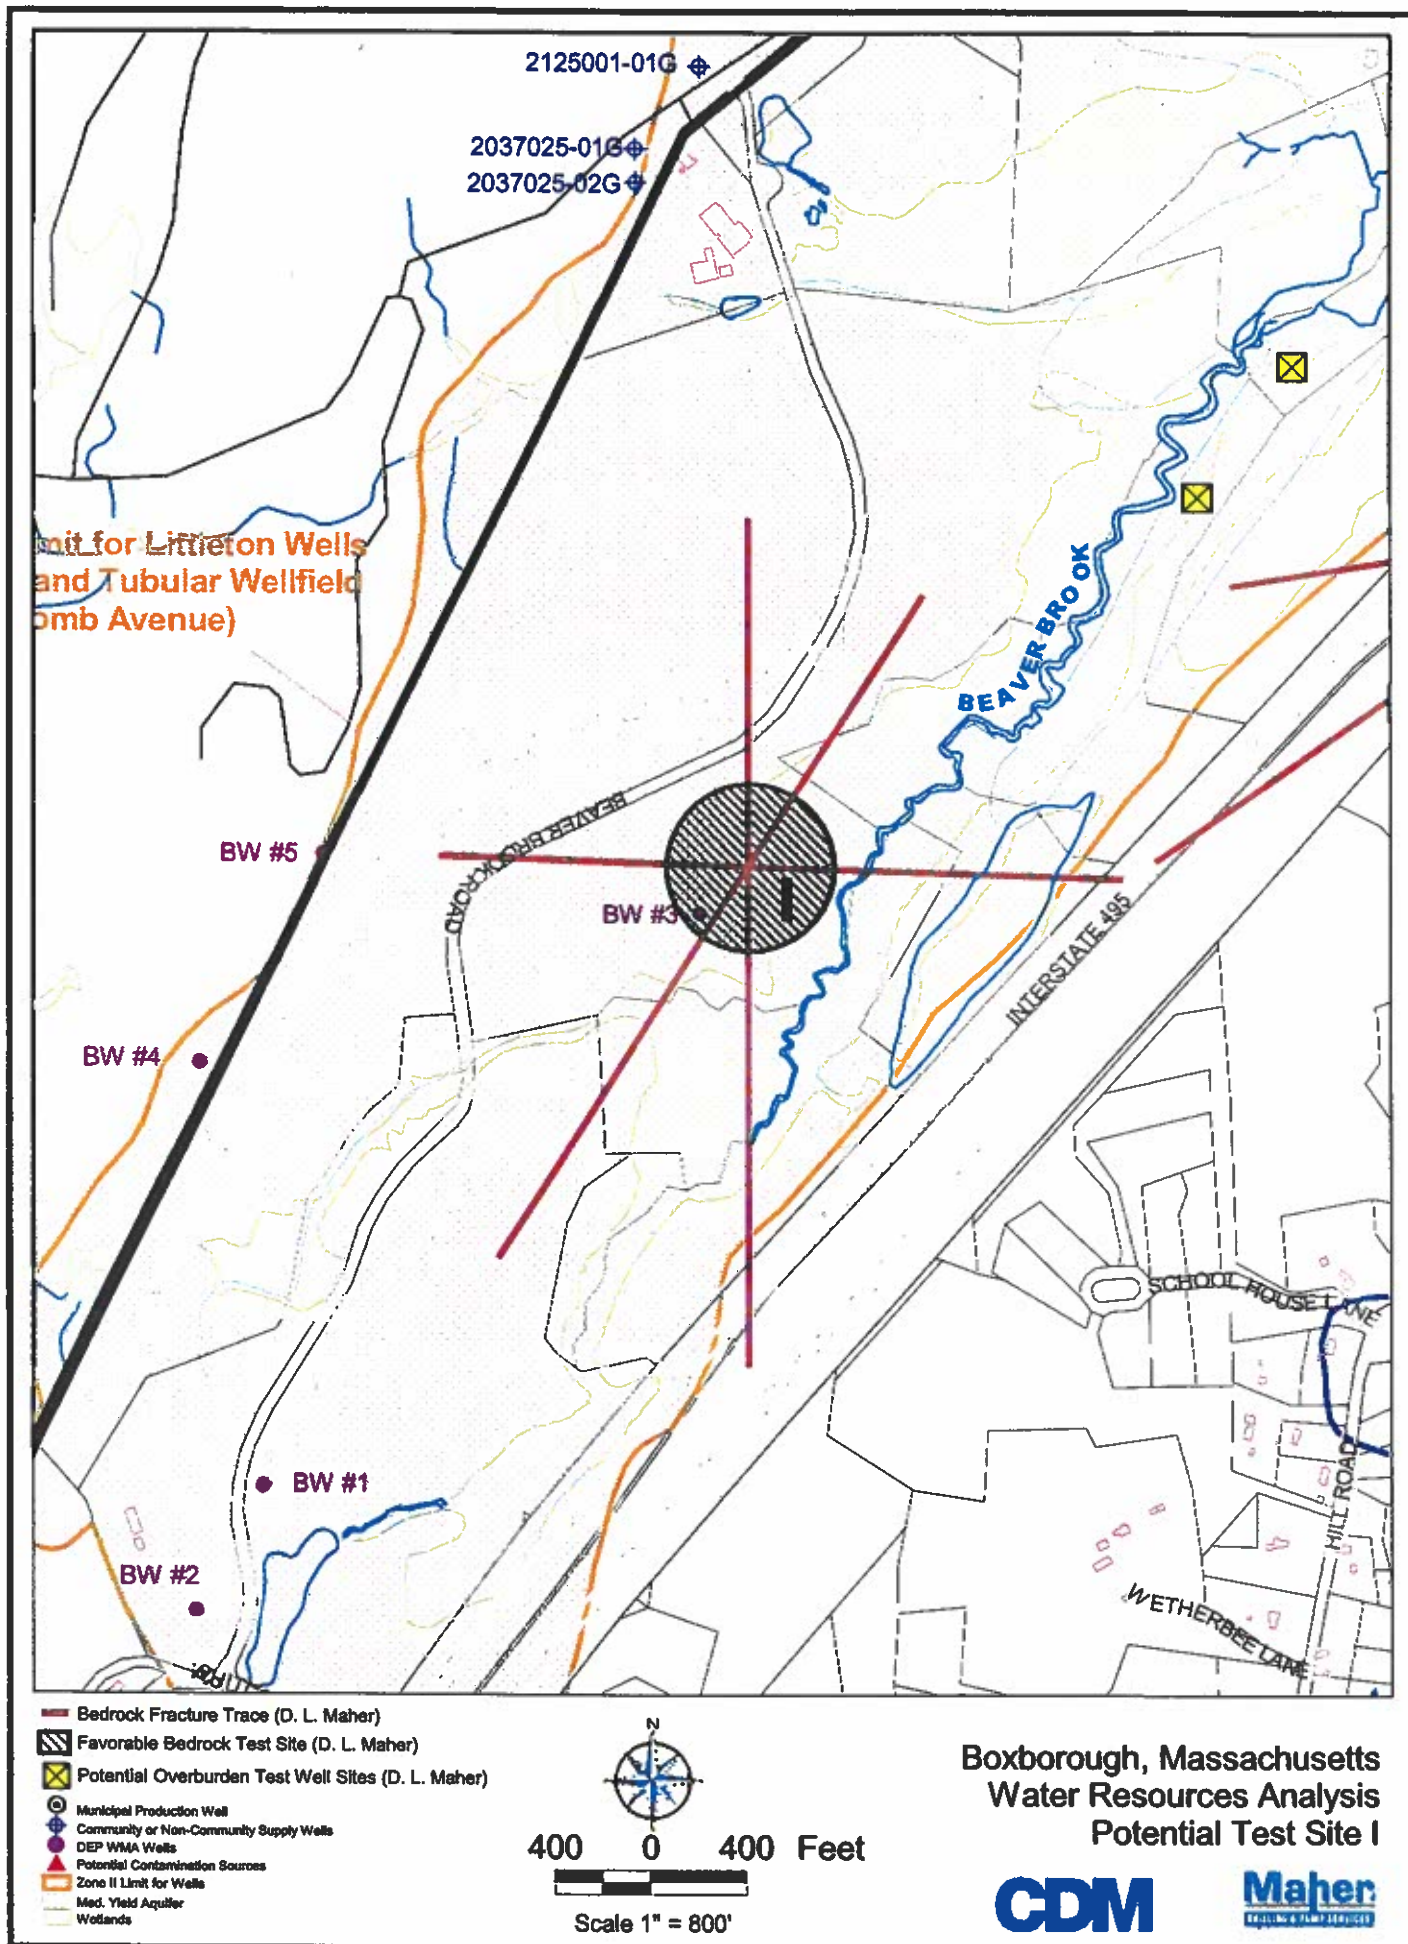 2125001-01G
2037025-01G
2037025-02G
mit for Littleton Wells
and Tubular Wellfield
omb Avenue)
BEAVER BROOK
BEAVER BROOK ROAD
BW #5
BW #3
I
INTERSTATE 495
BW #4
SCHOOL HOUSE LANE
BW #1
HILL ROAD
BW #2
WETHERBEE LANE
Bedrock Fracture Trace (D. L. Maher)
Favorable Bedrock Test Site (D. L. Maher)
Potential Overburden Test Well Sites (D. L. Maher)
Municipal Production Well
Community or Non-Community Supply Wells
DEP WMA Wells
Potential Contamination Sources
Zone II Limit for Wells
Med. Yield Aquifer
Wetlands
N
400 0 400 Feet
Scale 1" = 800'
Boxborough, Massachusetts
Water Resources Analysis
Potential Test Site I
CDM
Maher